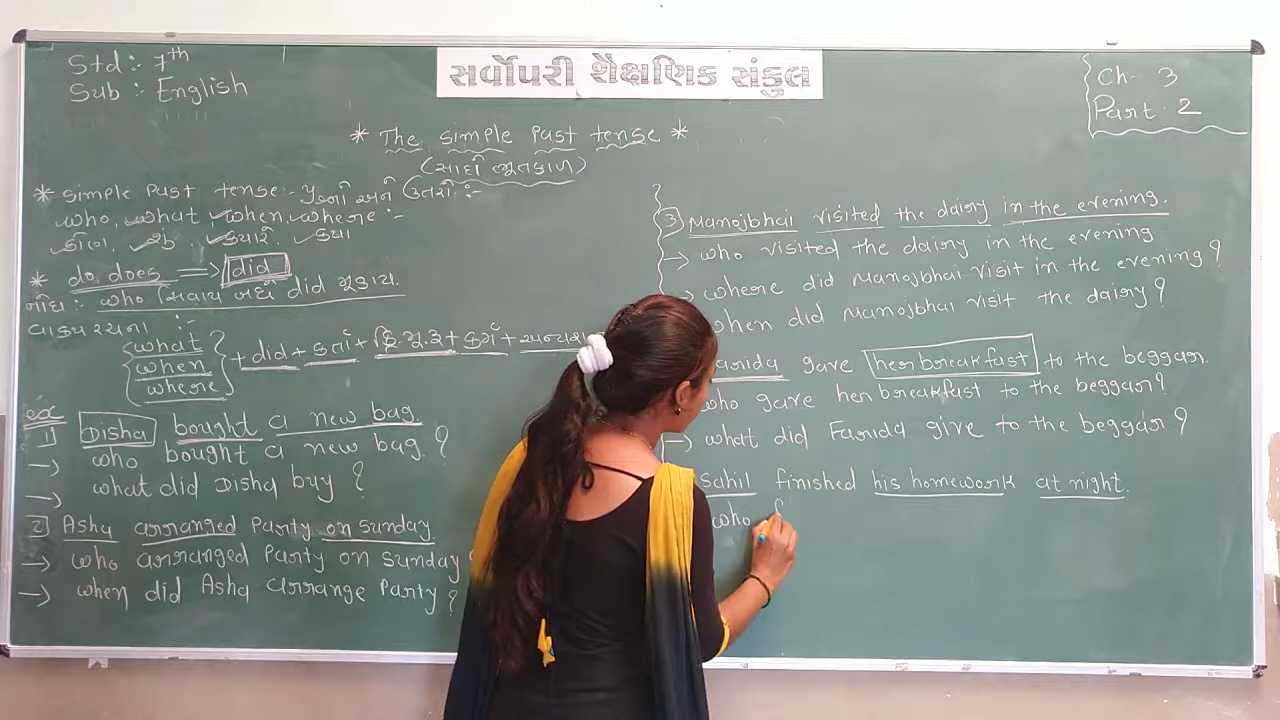 Std :- 7th
Sub :- English
સર્વોપરી શૈક્ષણિક સંકુલ
Ch- 3
Part - 2
* The simple Past tense *
(સાદો ભૂતકાળ)
* simple Past tense :-
who, what, when, where :-
કોણ, શું, ક્યારે, ક્યાં
* do, does => did
નોંધ :- who સિવાય બધે did મૂકાય.
વાક્ય રચના :-
what
when
where
? + did + કર્તા + ક્રિ.મૂ.રૂ + કર્મ +
ex
1) Disha bought a new bag.
-> who bought a new bag. ?
-> what did Disha buy ?
2) Asha arranged Party on sunday.
-> who arranged Party on sunday
-> when did Asha arrange Party ?
3) Manojbhai visited the dairy in the evening.
-> who visited the dairy in the evening
-> where did Manojbhai visit in the evening ?
when did Manojbhai visit the dairy ?
arida gave her breakfast to the beggar.
who gave her breakfast to the beggar?
-> what did Farida give to the beggar ?
Sahil finished his homework at night.
who f